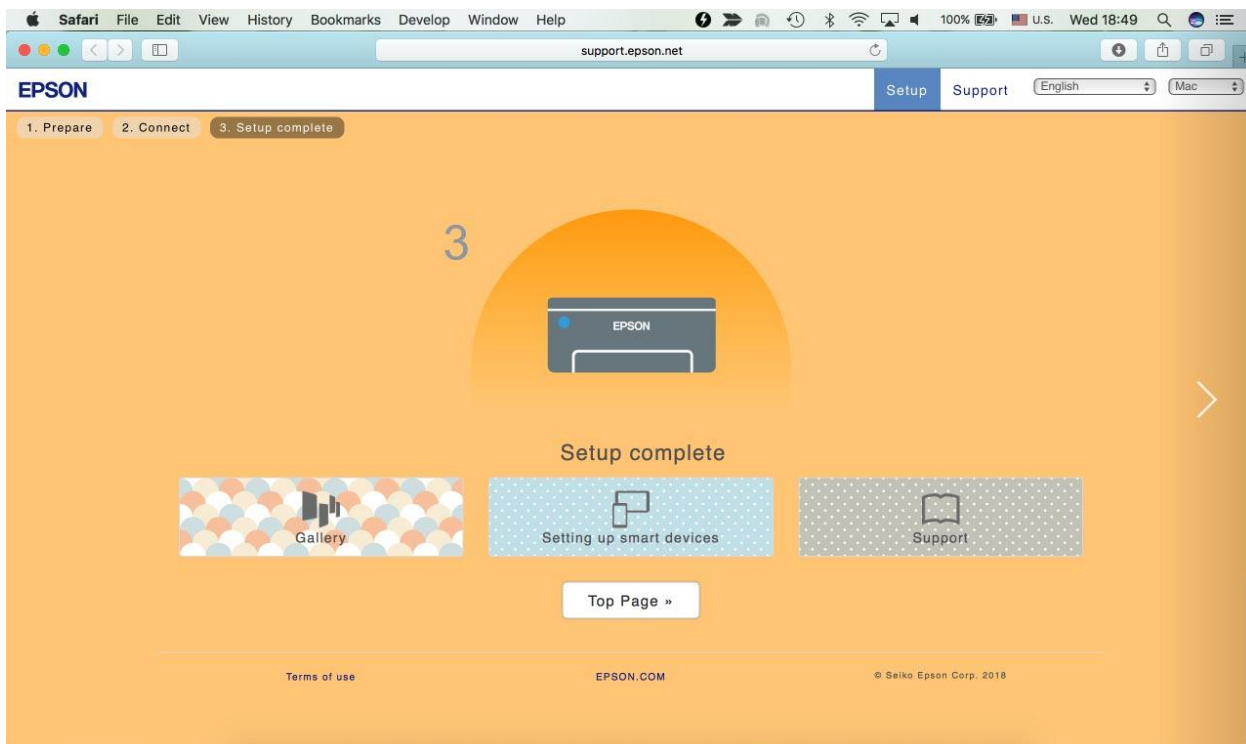 Safari File Edit View History Bookmarks Develop Window Help 100% U.S. Wed 18:49
support.epson.net
EPSON Setup Support English Mac
1. Prepare 2. Connect 3. Setup complete
3
EPSON
Setup complete
Gallery Setting up smart devices Support
Top Page »
Terms of use EPSON.COM © Seiko Epson Corp. 2018